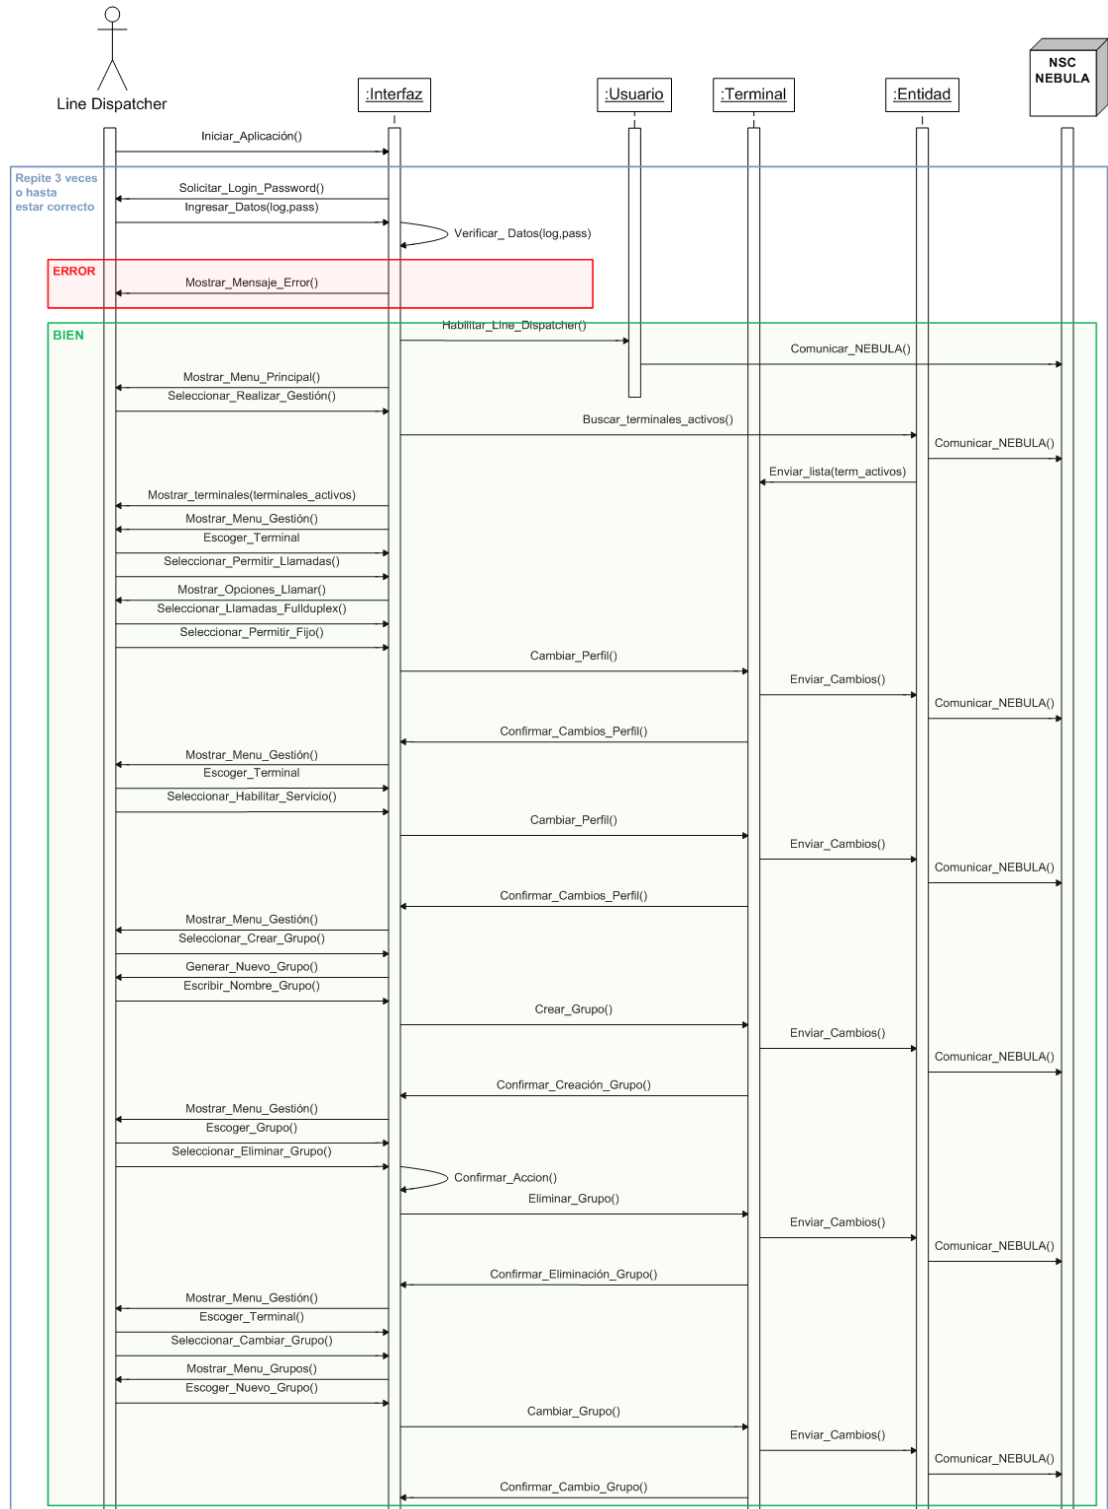 NSC
NEBULA
Line Dispatcher
:Interfaz
:Usuario
:Terminal
:Entidad
Iniciar_Aplicación()
Repite 3 veces
o hasta
estar correcto
Solicitar_Login_Password()
Ingresar_Datos(log,pass)
Verificar_ Datos(log,pass)
ERROR
Mostrar_Mensaje_Error()
BIEN
Habilitar_Line_Dispatcher()
Comunicar_NEBULA()
Mostrar_Menu_Principal()
Seleccionar_Realizar_Gestión()
Buscar_terminales_activos()
Comunicar_NEBULA()
Enviar_lista(term_activos)
Mostrar_terminales(terminales_activos)
Mostrar_Menu_Gestión()
Escoger_Terminal
Seleccionar_Permitir_Llamadas()
Mostrar_Opciones_Llamar()
Seleccionar_Llamadas_Fullduplex()
Seleccionar_Permitir_Fijo()
Cambiar_Perfil()
Enviar_Cambios()
Comunicar_NEBULA()
Confirmar_Cambios_Perfil()
Mostrar_Menu_Gestión()
Escoger_Terminal
Seleccionar_Habilitar_Servicio()
Cambiar_Perfil()
Enviar_Cambios()
Comunicar_NEBULA()
Confirmar_Cambios_Perfil()
Mostrar_Menu_Gestión()
Seleccionar_Crear_Grupo()
Generar_Nuevo_Grupo()
Escribir_Nombre_Grupo()
Crear_Grupo()
Enviar_Cambios()
Comunicar_NEBULA()
Confirmar_Creación_Grupo()
Mostrar_Menu_Gestión()
Escoger_Grupo()
Seleccionar_Eliminar_Grupo()
Confirmar_Accion()
Eliminar_Grupo()
Enviar_Cambios()
Comunicar_NEBULA()
Confirmar_Eliminación_Grupo()
Mostrar_Menu_Gestión()
Escoger_Terminal()
Seleccionar_Cambiar_Grupo()
Mostrar_Menu_Grupos()
Escoger_Nuevo_Grupo()
Cambiar_Grupo()
Enviar_Cambios()
Comunicar_NEBULA()
Confirmar_Cambio_Grupo()